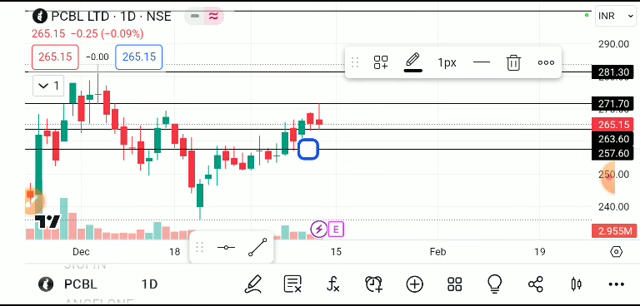 PCBL LTD · 1D · NSE
INR
265.15 −0.25 (−0.09%)
265.15
−0.00
265.15
1
1px
290.00
281.30
271.70
265.15
263.60
257.60
250.00
240.00
2.955M
E
Dec
18
15
Feb
19
PCBL
1D